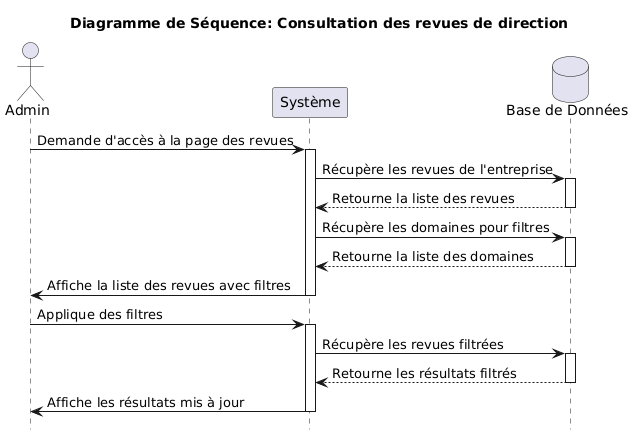 Diagramme de Séquence: Consultation des revues de direction
Admin
Système
Base de Données
Demande d'accès à la page des revues
Récupère les revues de l'entreprise
Retourne la liste des revues
Récupère les domaines pour filtres
Retourne la liste des domaines
Affiche la liste des revues avec filtres
Applique des filtres
Récupère les revues filtrées
Retourne les résultats filtrés
Affiche les résultats mis à jour